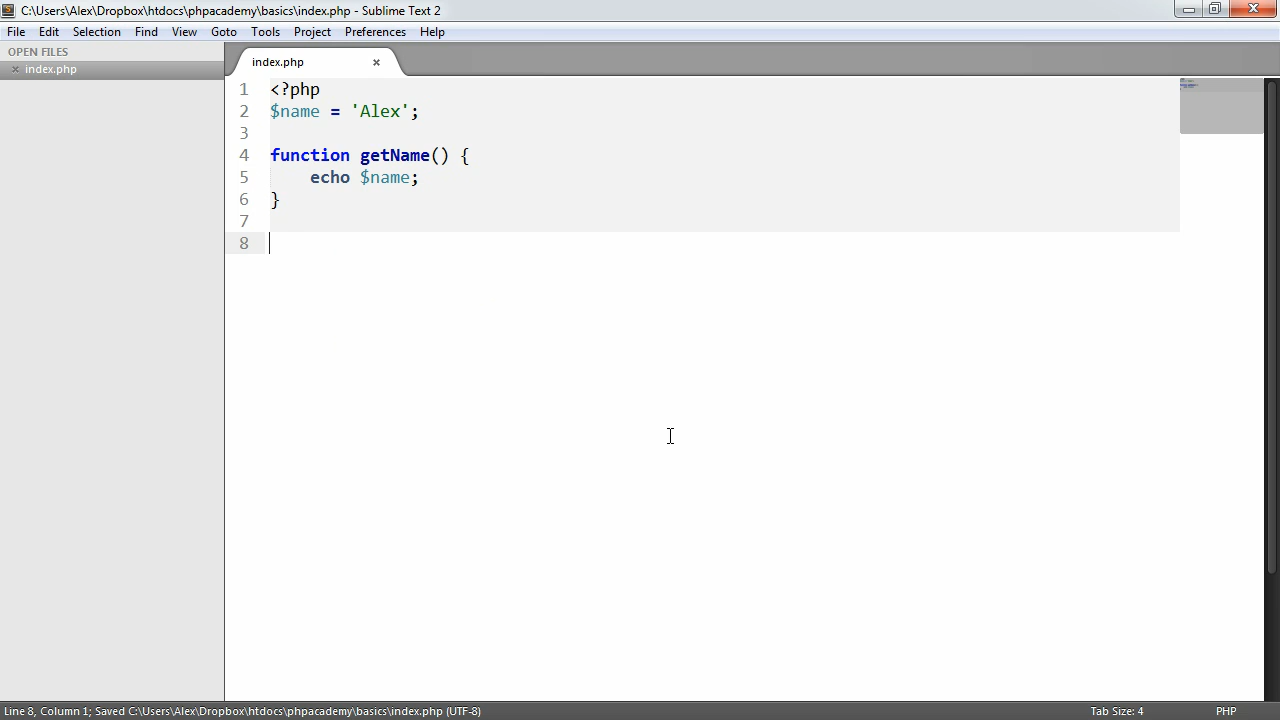 C:\Users\Alex\Dropbox\htdocs\phpacademy\basics\index.php - Sublime Text 2
File Edit Selection Find View Goto Tools Project Preferences Help
OPEN FILES
index.php
index.php
1 <?php
2 $name = 'Alex';
3
4 function getName() {
5     echo $name;
6 }
7
8
Line 8, Column 1; Saved C:\Users\Alex\Dropbox\htdocs\phpacademy\basics\index.php (UTF-8) Tab Size: 4 PHP